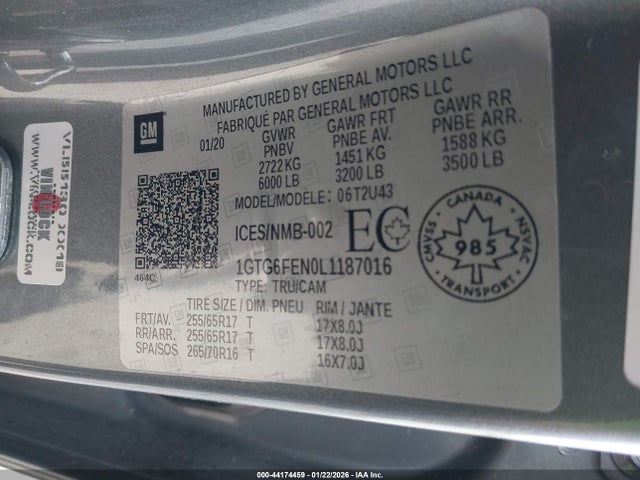 MANUFACTURED BY GENERAL MOTORS LLC
FABRIQUÉ PAR GENERAL MOTORS LLC
GM
01/20
GVWR
PNBV
2722 KG
6000 LB
GAWR FRT
PNBE AV.
1451 KG
3200 LB
GAWR RR
PNBE ARR.
1588 KG
3500 LB
MODEL/MODÈLE: 06T2U43
464C
ICES/NMB-002
EC
CANADA
CMVSS
985
NSVAC
TRANSPORT
1GTG6FEN0L1187016
TYPE: TRU/CAM
TIRE SIZE / DIM. PNEU RIM / JANTE
FRT/AV. 255/65R17 T 17X8.0J
RR/ARR. 255/65R17 T 17X8.0J
SPA/SOS 265/70R16 T 16X7.0J
000-44174459 - 01/22/2026 - IAAI, Inc.